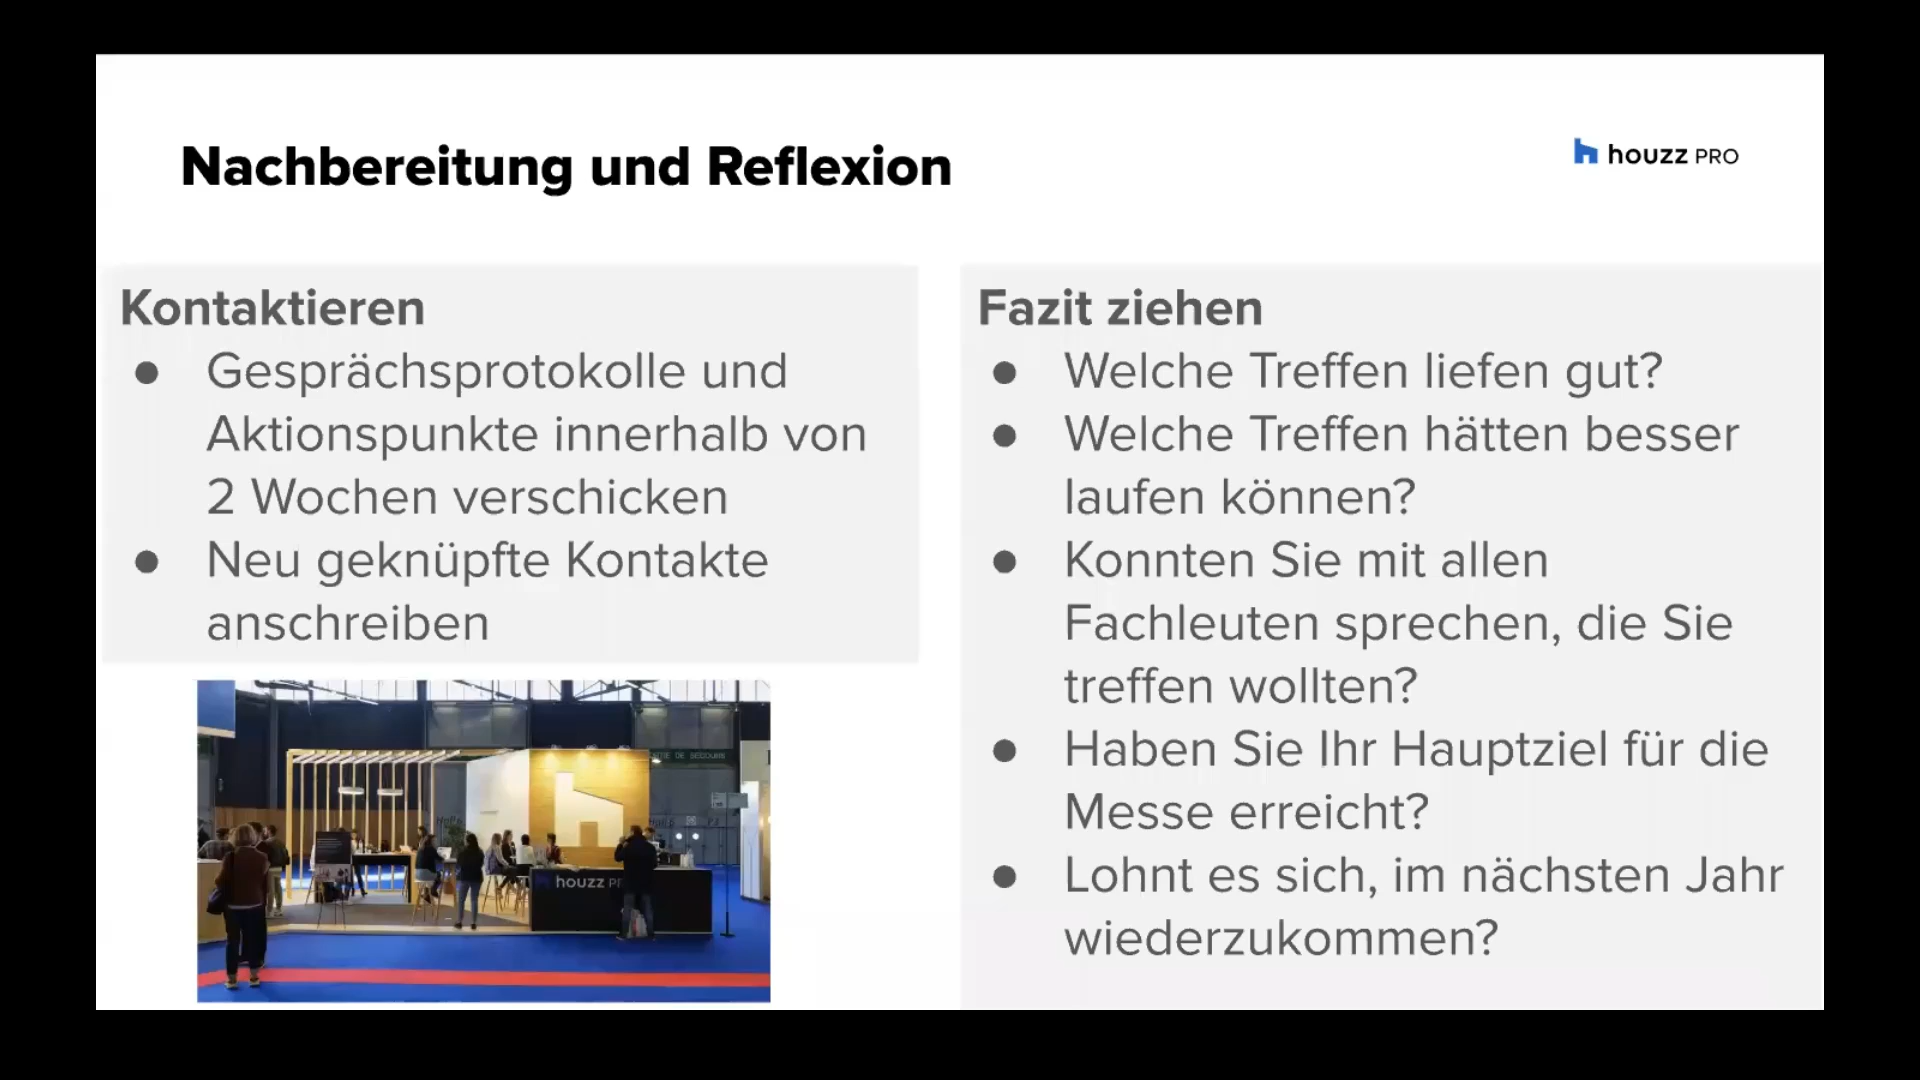 Nachbereitung und Reflexion
houzz PRO
Kontaktieren
● Gesprächsprotokolle und
Aktionspunkte innerhalb von
2 Wochen verschicken
● Neu geknüpfte Kontakte
anschreiben
houzz
Fazit ziehen
● Welche Treffen liefen gut?
● Welche Treffen hätten besser
laufen können?
● Konnten Sie mit allen
Fachleuten sprechen, die Sie
treffen wollten?
● Haben Sie Ihr Hauptziel für die
Messe erreicht?
● Lohnt es sich, im nächsten Jahr
wiederzukommen?